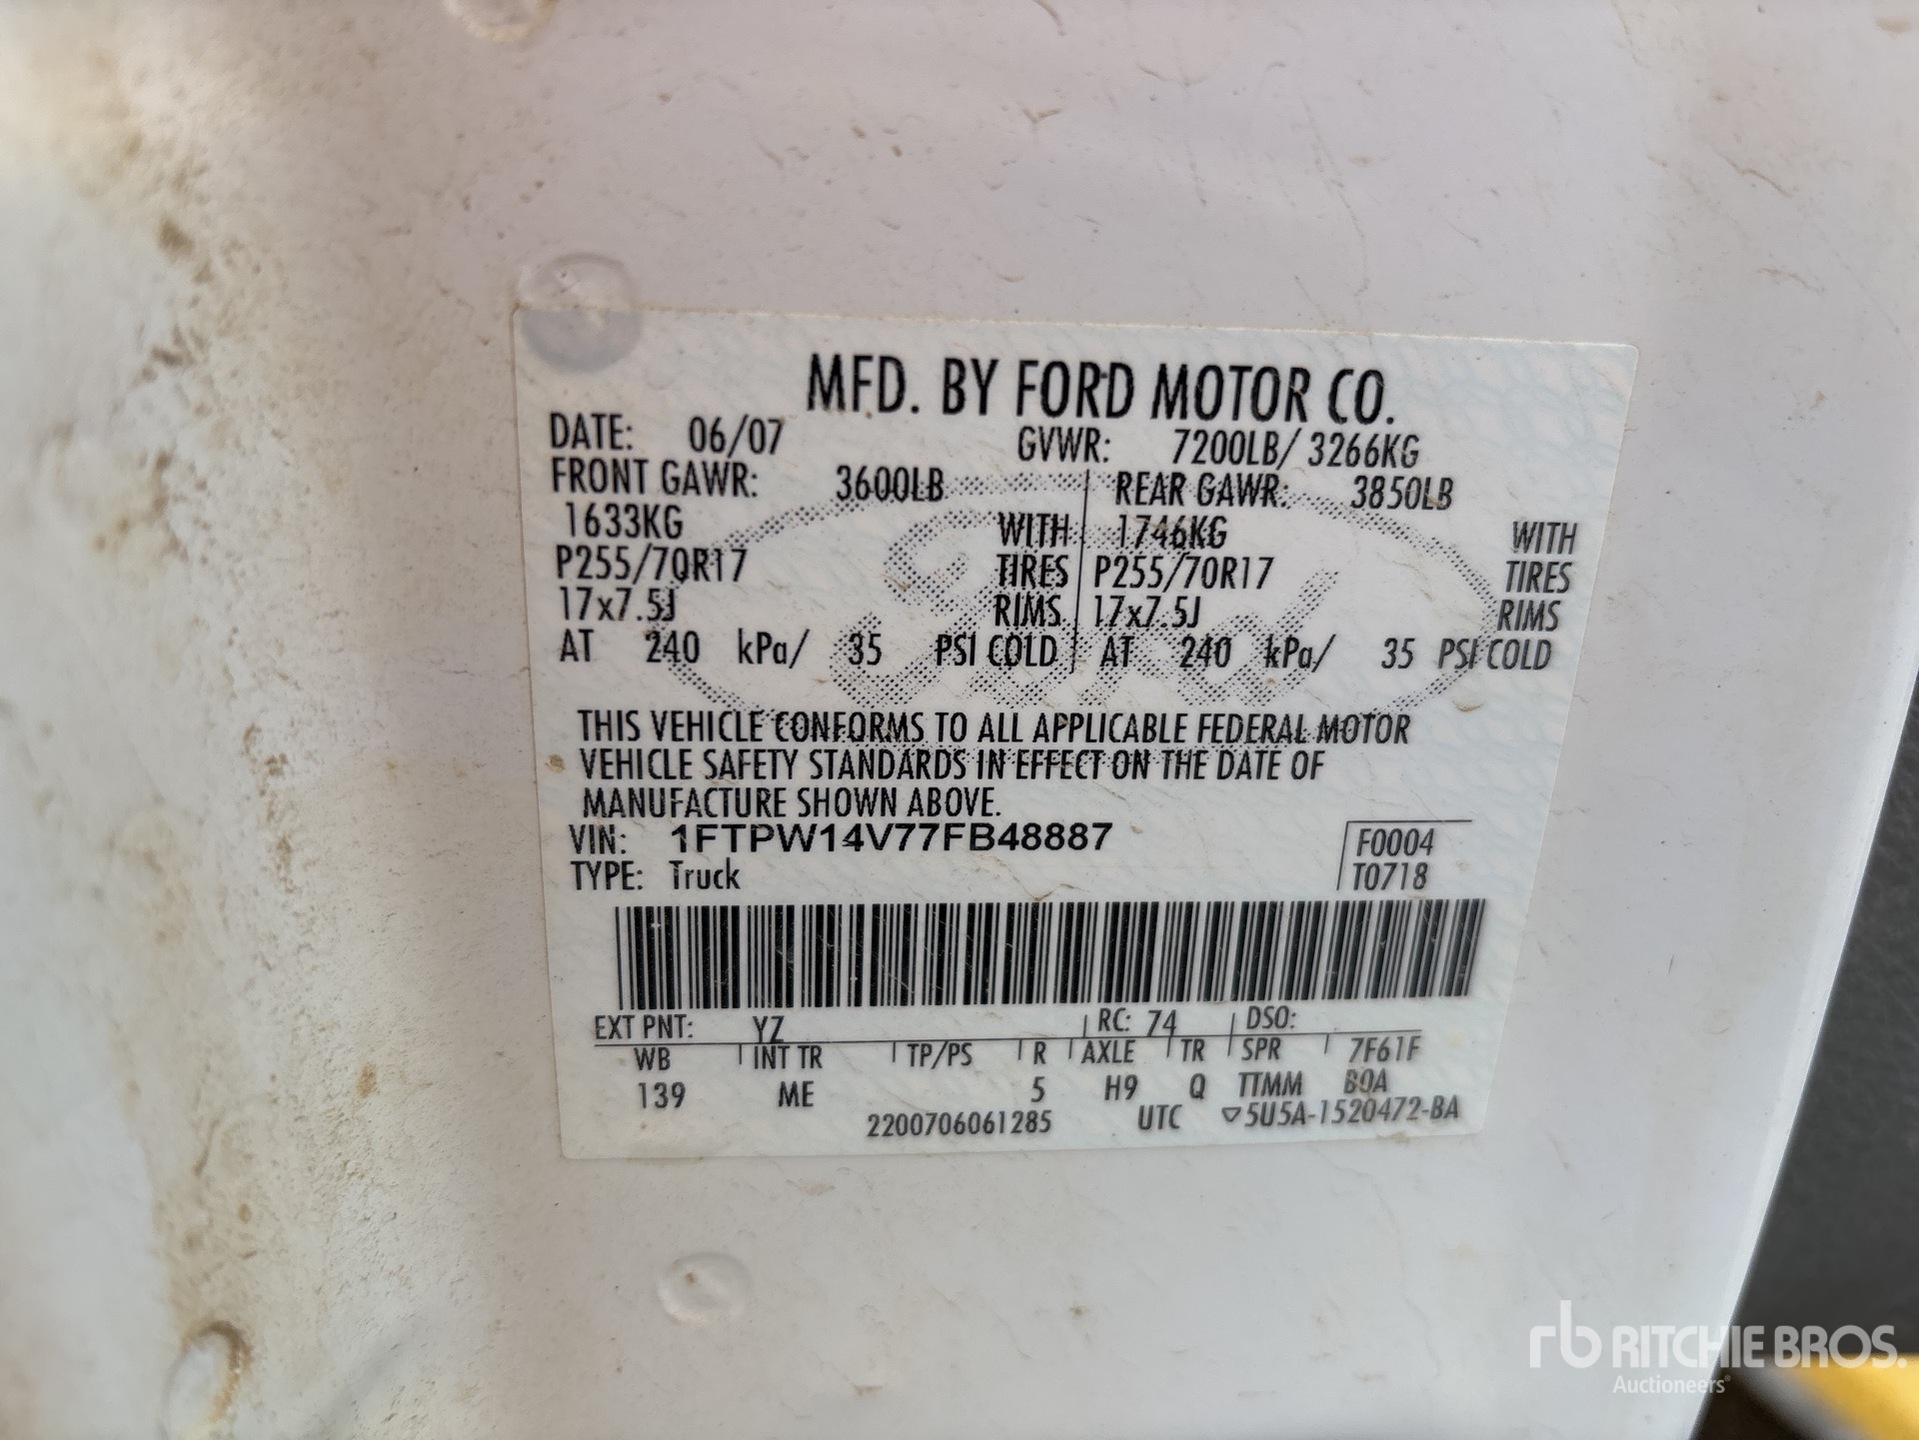 MFD. BY FORD MOTOR CO.
DATE: 06/07 GVWR: 7200LB/ 3266KG
FRONT GAWR: 3600LB REAR GAWR: 3850LB
1633KG WITH 1746KG WITH
P255/70R17 TIRES P255/70R17 TIRES
17x7.5J RIMS 17x7.5J RIMS
AT 240 kPa/ 35 PSI COLD AT 240 kPa/ 35 PSI COLD
Ford
THIS VEHICLE CONFORMS TO ALL APPLICABLE FEDERAL MOTOR
VEHICLE SAFETY STANDARDS IN EFFECT ON THE DATE OF
MANUFACTURE SHOWN ABOVE.
VIN: 1FTPW14V77FB48887 F0004
TYPE: Truck T0718
EXT PNT: YZ RC: 74 DSO:
WB INT TR TP/PS R AXLE TR SPR 7F61F
139 ME 5 H9 Q TTMM B0A
2200706061285 UTC ▽5U5A-1520472-BA
rb RITCHIE BROS.
Auctioneers®